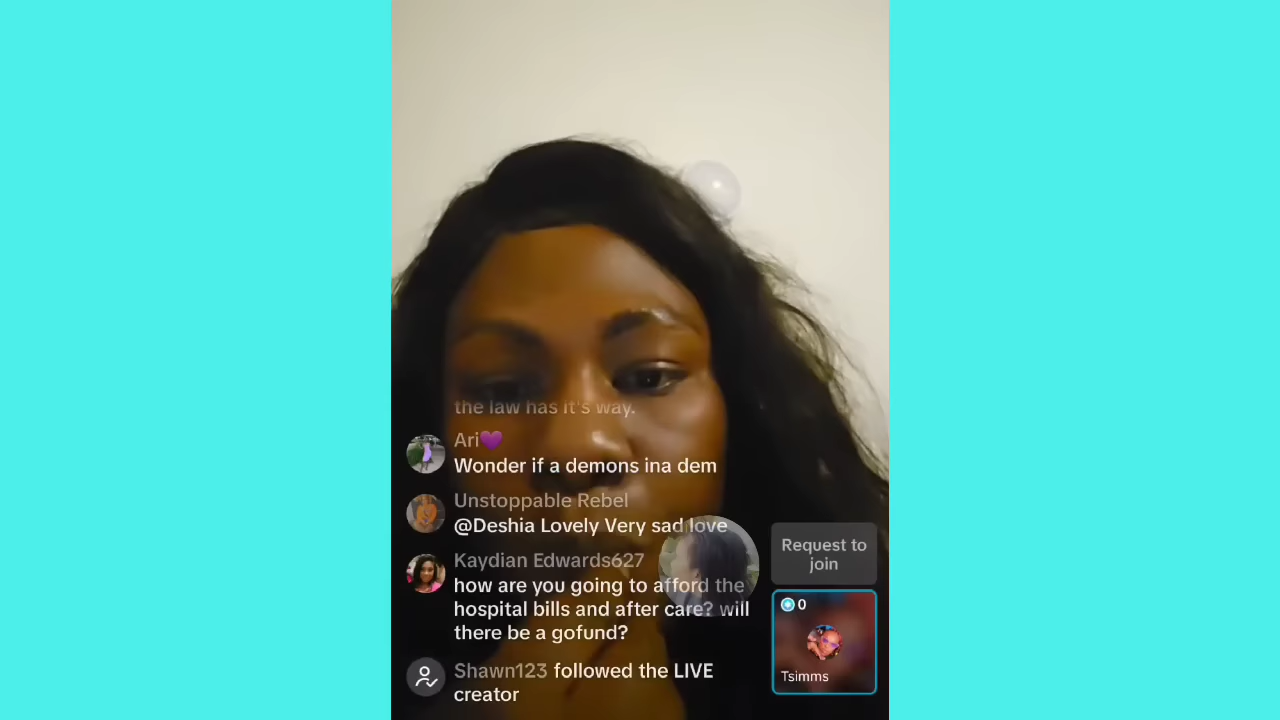 the law has it's way.
Ari💜
Wonder if a demons ina dem
Unstoppable Rebel
@Deshia Lovely Very sad love
Kaydian Edwards627
how are you going to afford the
hospital bills and after care? will
there be a gofund?
Shawn123 followed the LIVE
creator
Request to
join
0
Tsimms